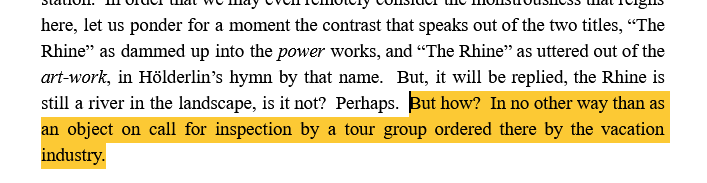 station. In order that we may even remotely consider the monstrousness that reigns
here, let us ponder for a moment the contrast that speaks out of the two titles, “The
Rhine” as dammed up into the power works, and “The Rhine” as uttered out of the
art-work, in Hölderlin’s hymn by that name. But, it will be replied, the Rhine is
still a river in the landscape, is it not? Perhaps. But how? In no other way than as
an object on call for inspection by a tour group ordered there by the vacation
industry.